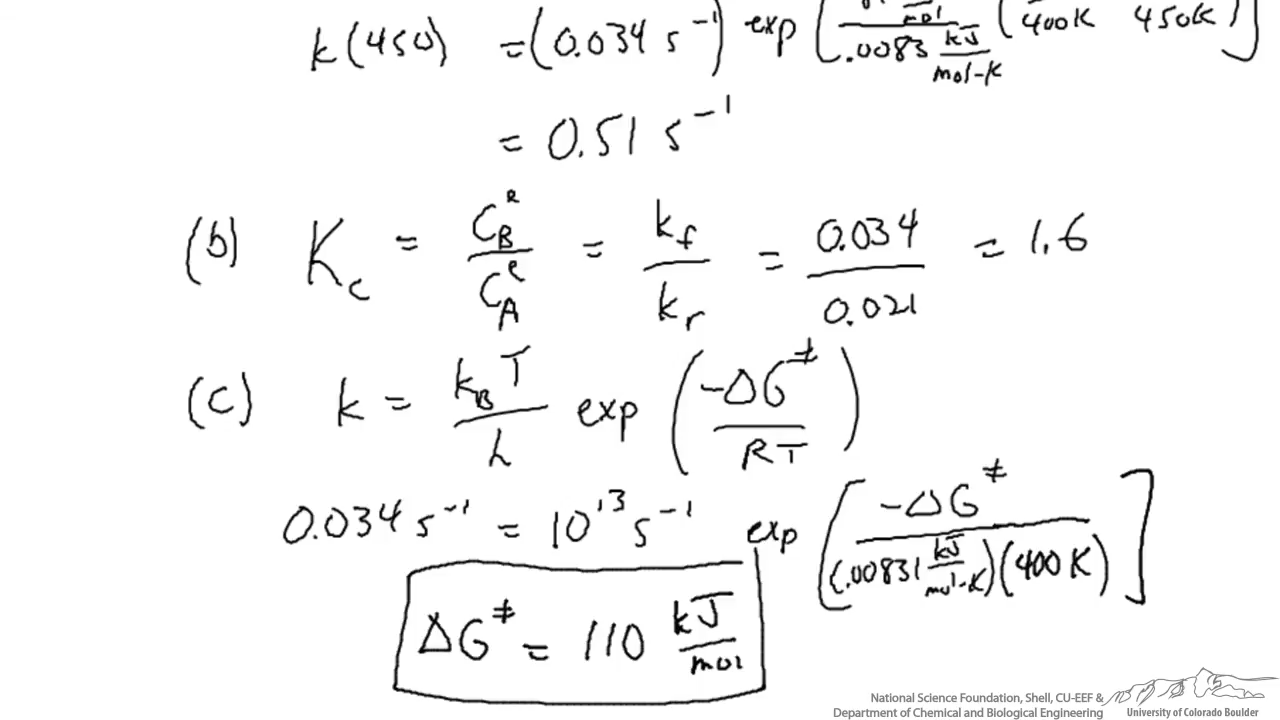 k(450) = (0.034 s⁻¹) exp [ mol / .0083 kJ/mol-K ( 400K 450K ) ]
= 0.51 s⁻¹
(b) K_c = C_B^e / C_A^e = k_f / k_r = 0.034 / 0.021 = 1.6
(c) k = k_B T / h exp ( -ΔG^‡ / RT )
0.034 s⁻¹ = 10¹³ s⁻¹ exp [ -ΔG^‡ / (.00831 kJ/mol-K)(400 K) ]
ΔG^‡ = 110 kJ/mol
National Science Foundation, Shell, CU-EEF &
Department of Chemical and Biological Engineering
University of Colorado Boulder